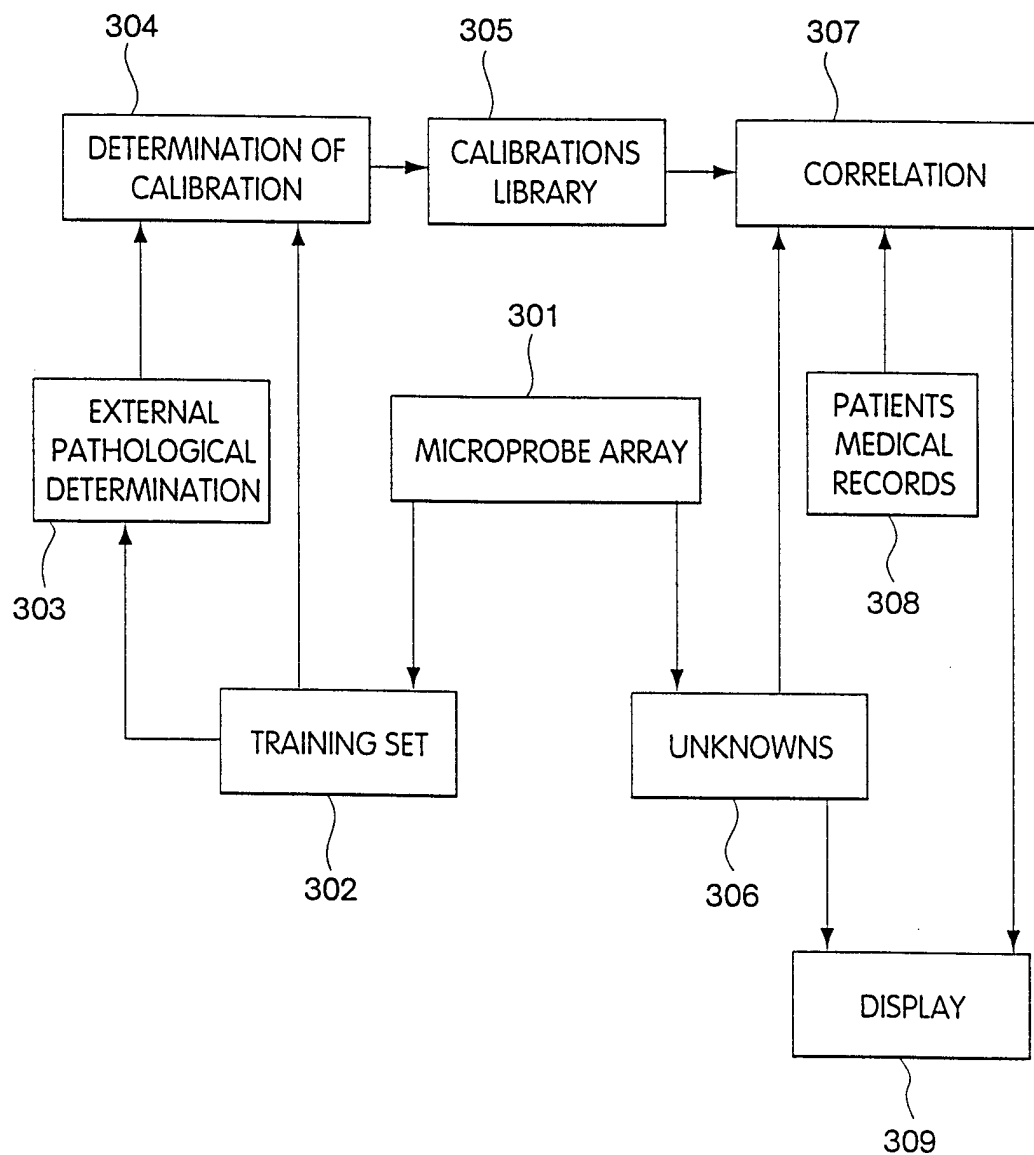 304
305
307
DETERMINATION OF
CALIBRATION
CALIBRATIONS
LIBRARY
CORRELATION
301
EXTERNAL
PATHOLOGICAL
DETERMINATION
MICROPROBE ARRAY
PATIENTS
MEDICAL
RECORDS
303
308
TRAINING SET
UNKNOWNS
302
306
DISPLAY
309